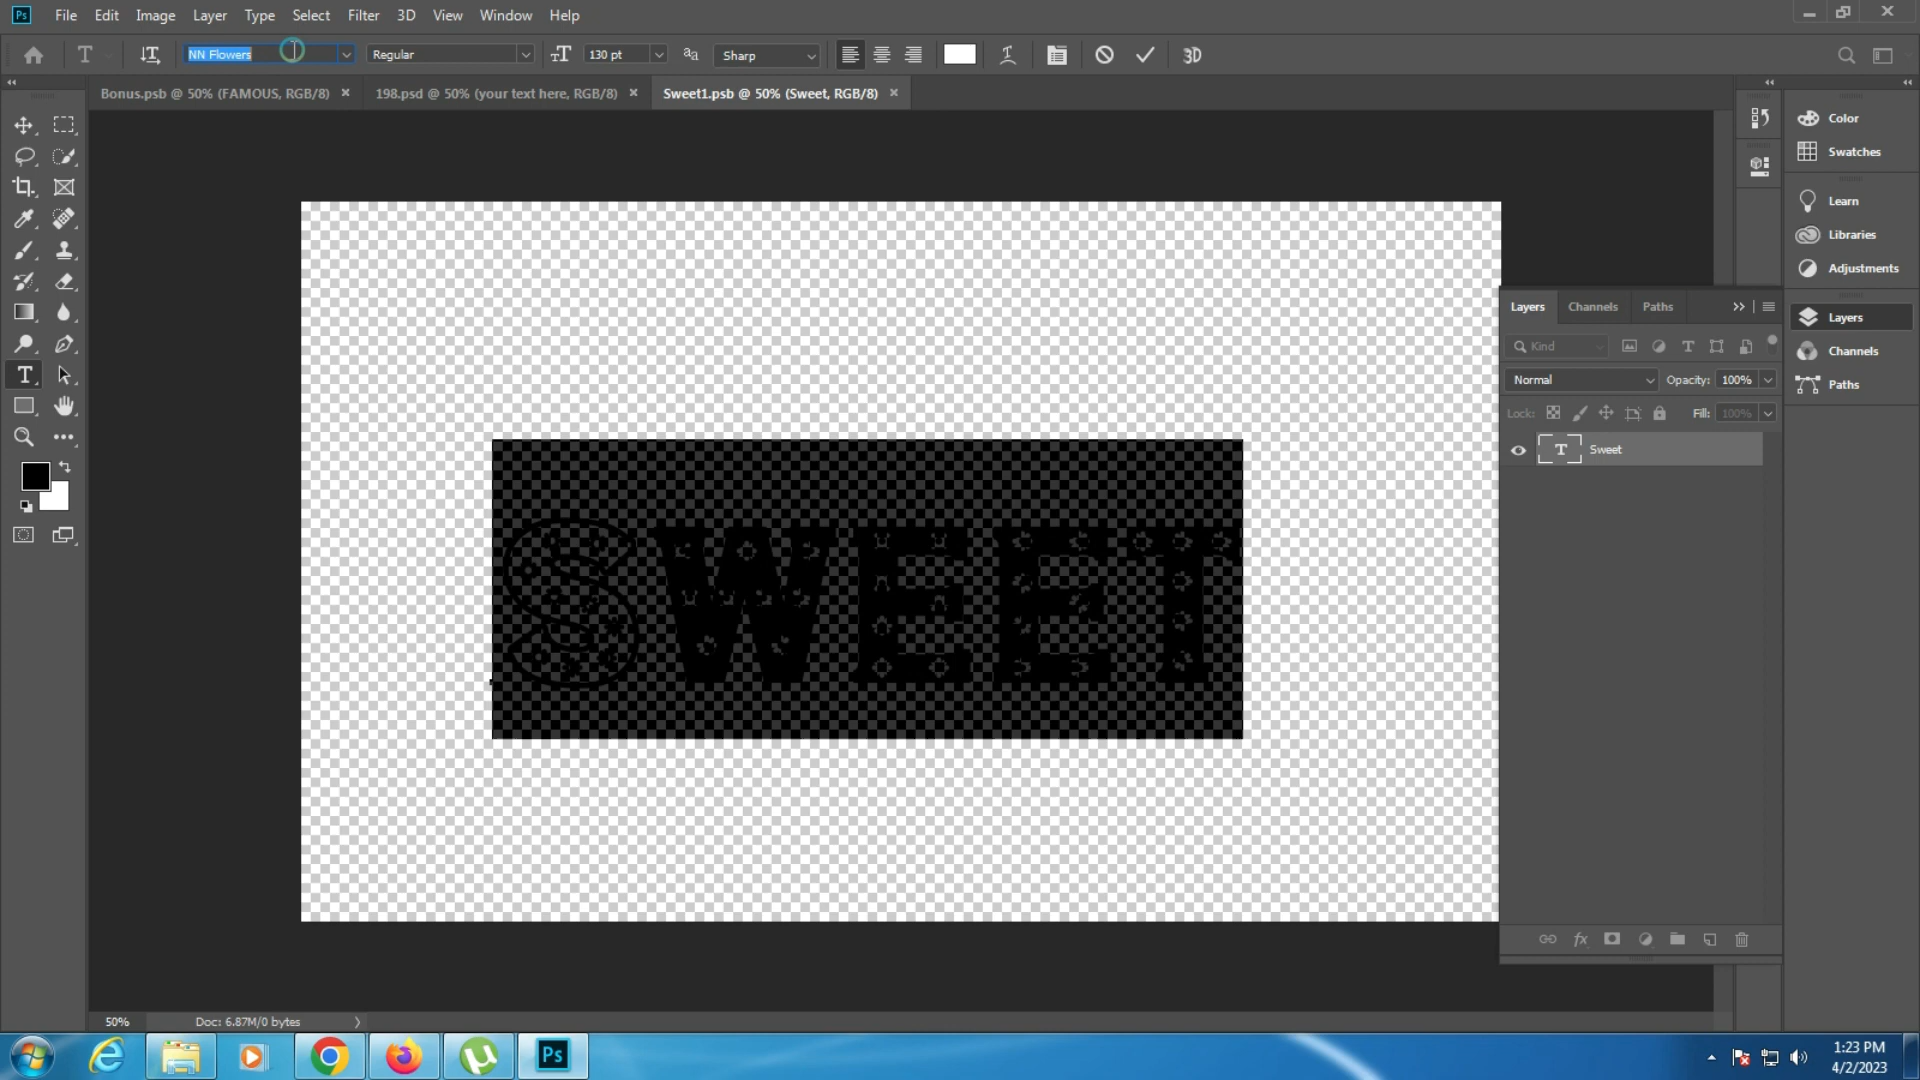 Ps File Edit Image Layer Type Select Filter 3D View Window Help
NN Flowers Regular 130 pt Sharp 3D
Bonus.psb @ 50% (FAMOUS, RGB/8) 198.psd @ 50% (your text here, RGB/8) Sweet1.psb @ 50% (Sweet, RGB/8)
Color
Swatches
Learn
Libraries
Adjustments
Layers
Channels
Paths
Layers Channels Paths
Kind
Normal Opacity: 100%
Lock: Fill: 100%
T Sweet
SWEET
fx
50% Doc: 6.87M/0 bytes
Ps
1:23 PM
4/2/2023